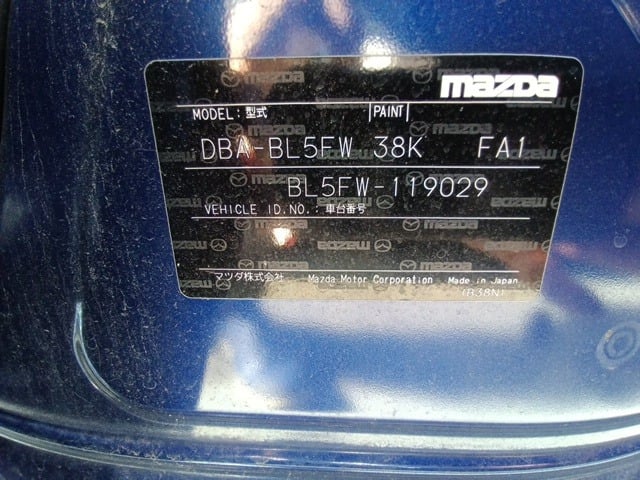 mazda
MODEL:型式 PAINT
DBA-BL5FW 38K FA1
BL5FW-119029
VEHICLE ID.NO.:車台番号
マツダ株式会社 Mazda Motor Corporation Made in Japan
(B38N)